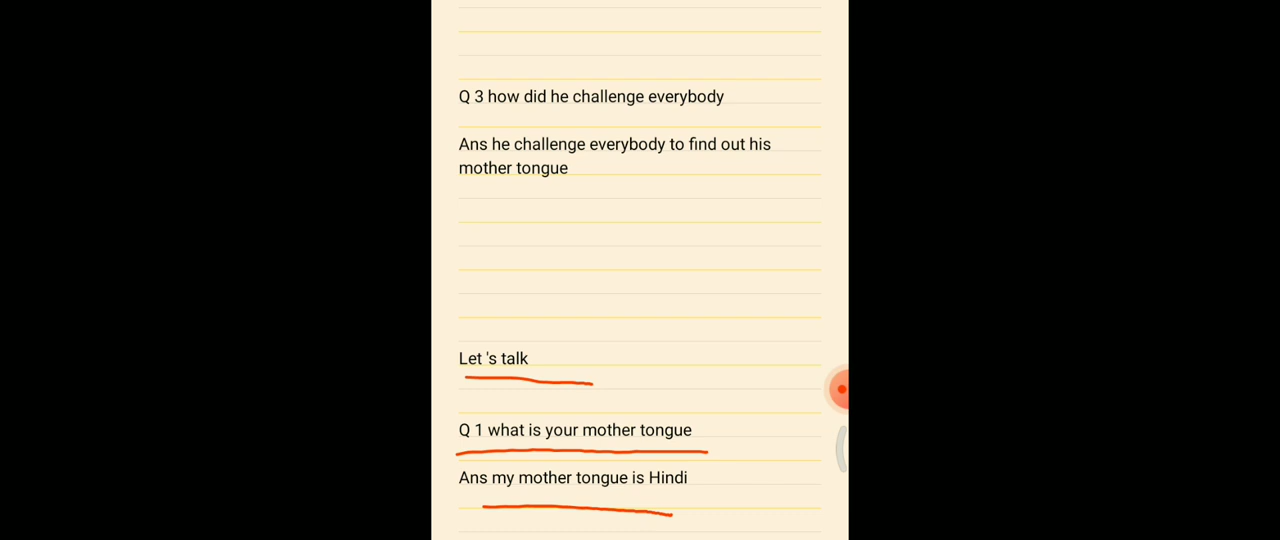 Q 3 how did he challenge everybody
Ans he challenge everybody to find out his
mother tongue
Let 's talk
Q 1 what is your mother tongue
Ans my mother tongue is Hindi